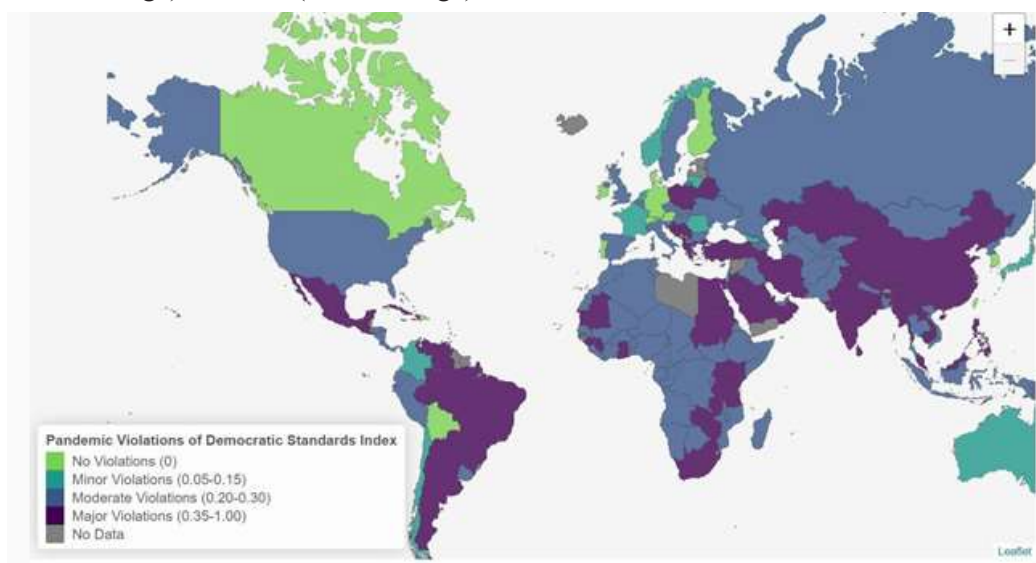 +
−
Pandemic Violations of Democratic Standards Index
No Violations (0)
Minor Violations (0.05-0.15)
Moderate Violations (0.20-0.30)
Major Violations (0.35-1.00)
No Data
Leaflet